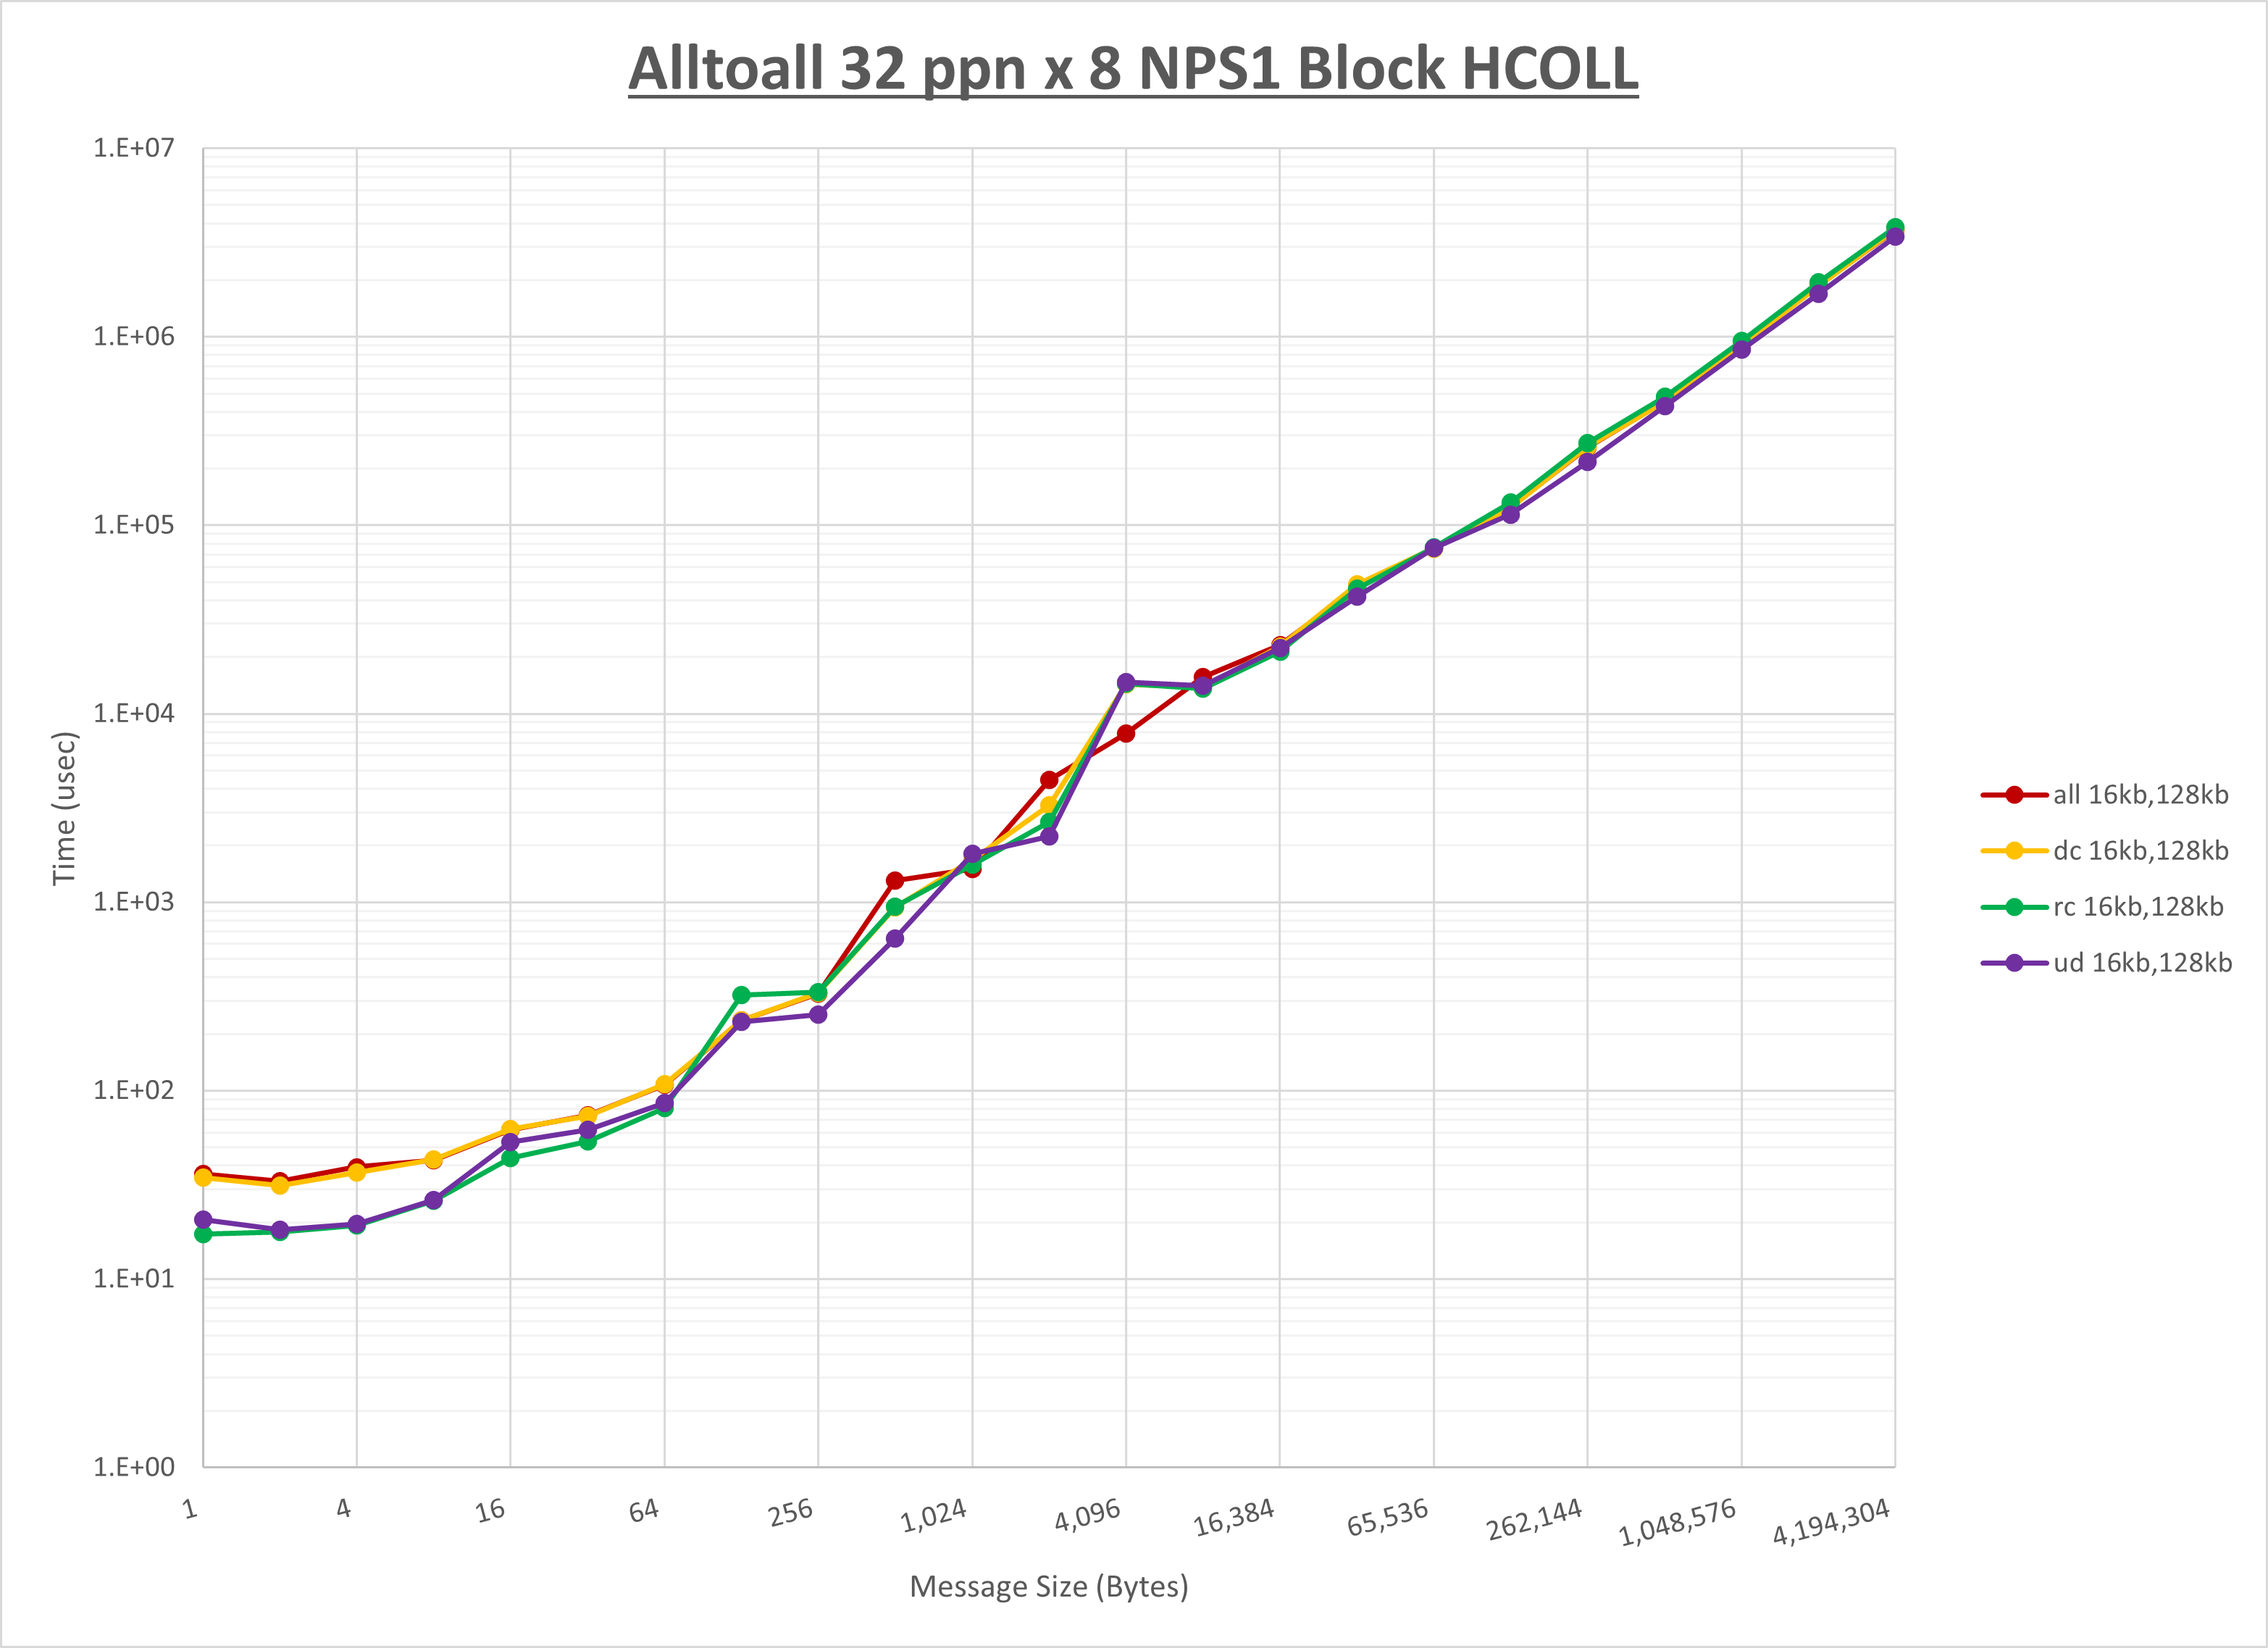 Alltoall 32 ppn x 8 NPS1 Block HCOLL
1.E+07
1.E+06
1.E+05
1.E+04
1.E+03
1.E+02
1.E+01
1.E+00
Time (usec)
1
4
16
64
256
1,024
4,096
16,384
65,536
262,144
1,048,576
4,194,304
Message Size (Bytes)
all 16kb,128kb
dc 16kb,128kb
rc 16kb,128kb
ud 16kb,128kb